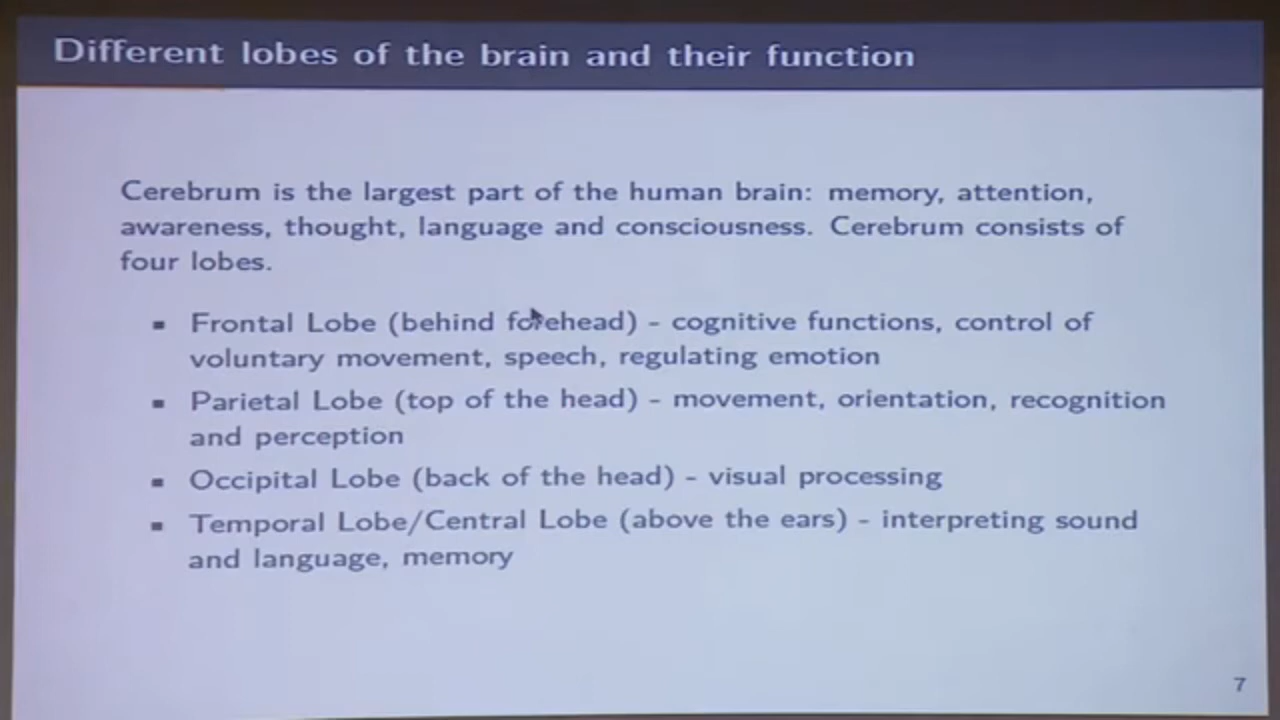 Different lobes of the brain and their function
Cerebrum is the largest part of the human brain: memory, attention,
awareness, thought, language and consciousness. Cerebrum consists of
four lobes.
▪ Frontal Lobe (behind forehead) – cognitive functions, control of
voluntary movement, speech, regulating emotion
▪ Parietal Lobe (top of the head) – movement, orientation, recognition
and perception
▪ Occipital Lobe (back of the head) – visual processing
▪ Temporal Lobe/Central Lobe (above the ears) – interpreting sound
and language, memory
7